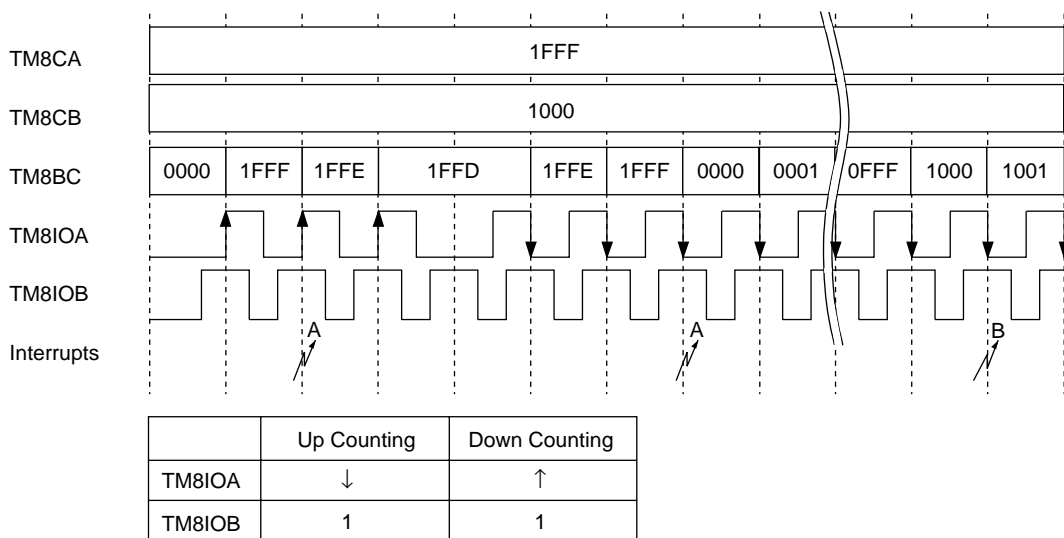 TM8CA 1FFF
TM8CB 1000
TM8BC 0000 1FFF 1FFE 1FFD 1FFE 1FFF 0000 0001 0FFF 1000 1001
TM8IOA
TM8IOB
A A B
Interrupts
Up Counting Down Counting
TM8IOA ↓ ↑
TM8IOB 1 1